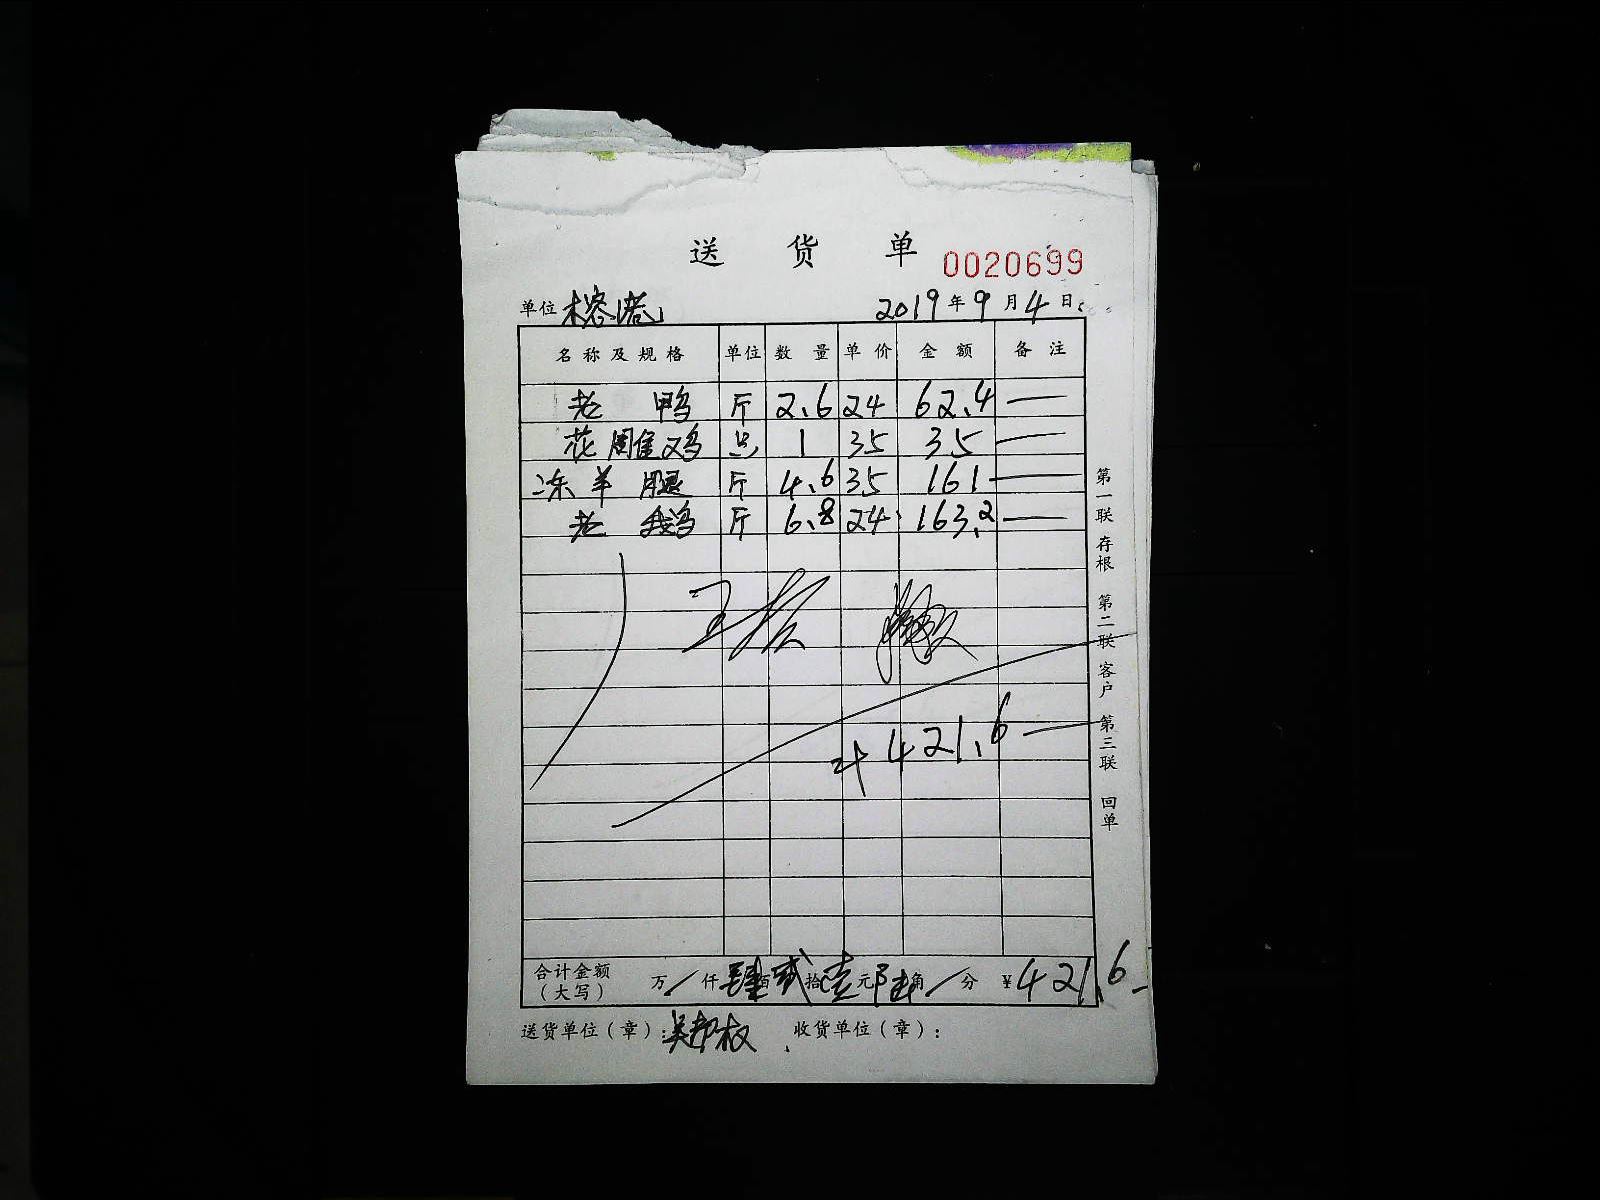 送货单
0020699
单位 榕港 2019年9月4日
名称及规格 单位 数量 单价 金额 备注
老鸭 斤 2.6 24 62.4 —
花雕鸡 只 1 35 35 —
冻羊腿 斤 4.6 35 161 —
老鹅 斤 6.8 24 163.2 —
计 421.6 —
第一联 存根 第二联 客户 第三联 回单
合计金额（大写） 万/仟肆佰贰拾壹元陆角/分 ¥421.6-
送货单位（章）： 收货单位（章）：